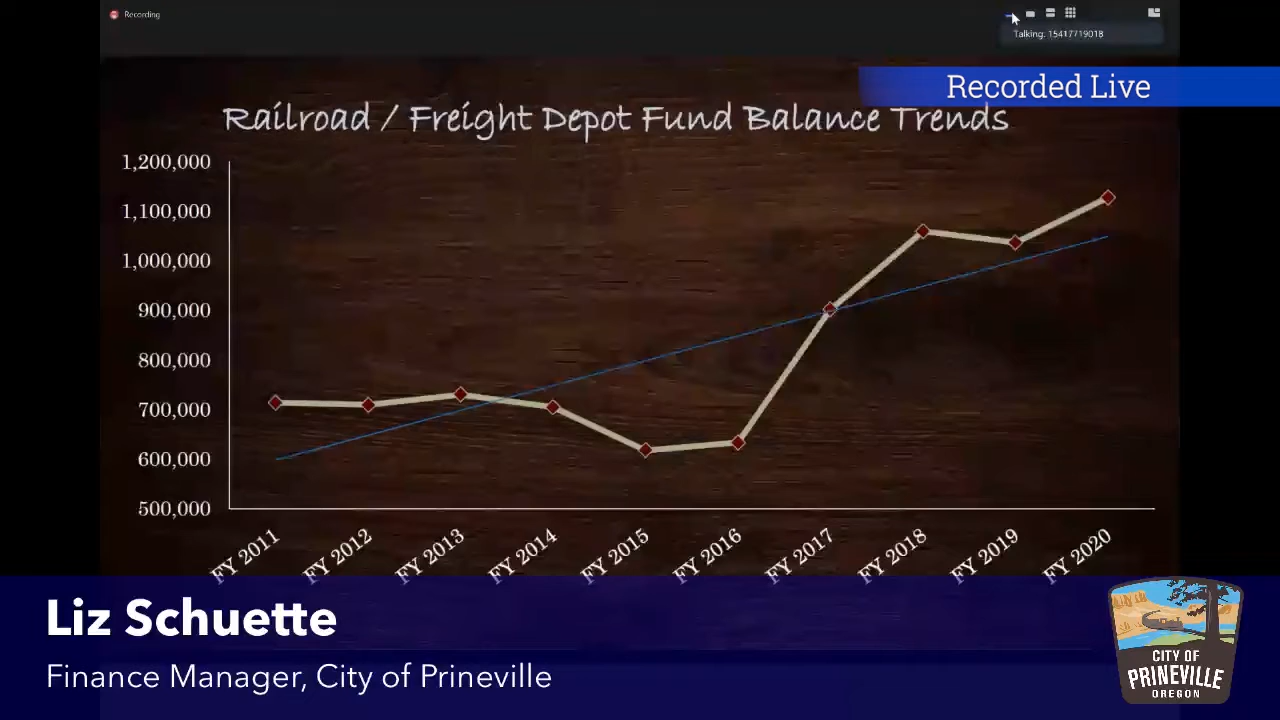 Recording
Talking: 15417719018
Recorded Live
Railroad / Freight Depot Fund Balance Trends
1,200,000
1,100,000
1,000,000
900,000
800,000
700,000
600,000
500,000
FY 2011
FY 2012
FY 2013
FY 2014
FY 2015
FY 2016
FY 2017
FY 2018
FY 2019
FY 2020
Liz Schuette
Finance Manager, City of Prineville
CITY OF
PRINEVILLE
OREGON